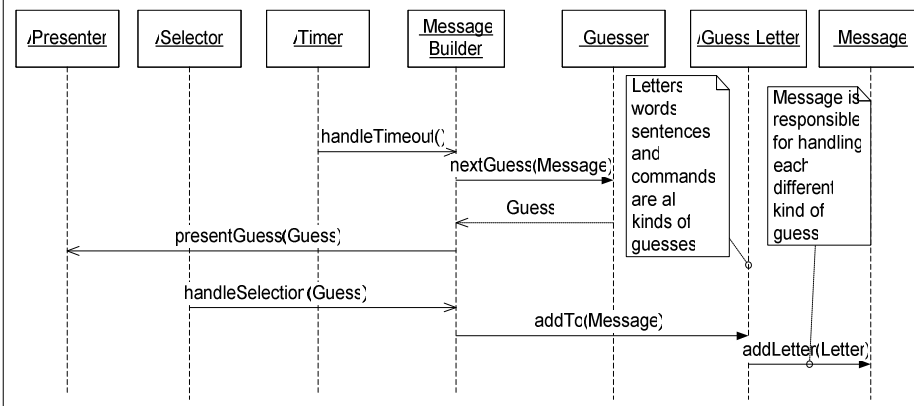 /Presenter
/Selector
/Timer
Message
Builder
Guesser
/Guess Letter
Message
Letters
words
sentences
and
commands
are al
kinds of
guesses
Message is
responsible
for handling
each
different
kind of
guess
handleTimeout()
nextGuess(Message)
Guess
presentGuess(Guess)
handleSelection(Guess)
addTo(Message)
addLetter(Letter)